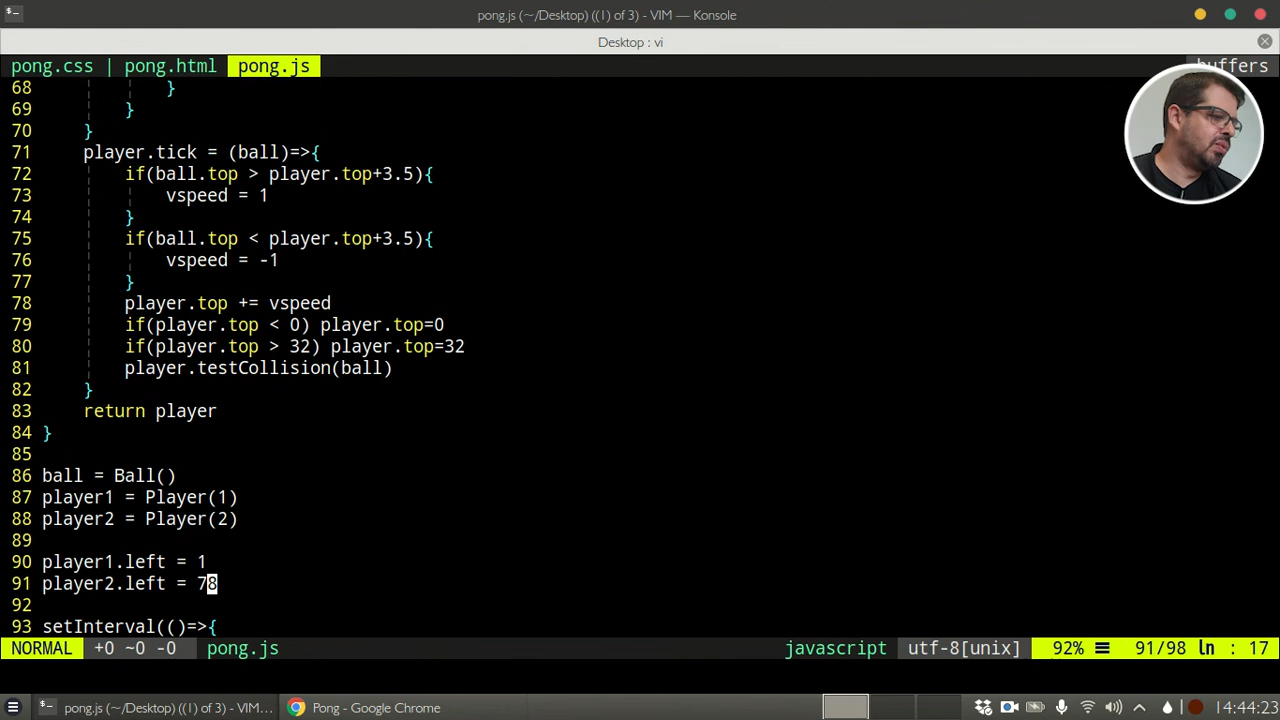 pong.js (~/Desktop) ((1) of 3) - VIM — Konsole
Desktop : vi
pong.css | pong.html pong.js buffers
68 }
69 }
70 }
71 player.tick = (ball)=>{
72 if(ball.top > player.top+3.5){
73 vspeed = 1
74 }
75 if(ball.top < player.top+3.5){
76 vspeed = -1
77 }
78 player.top += vspeed
79 if(player.top < 0) player.top=0
80 if(player.top > 32) player.top=32
81 player.testCollision(ball)
82 }
83 return player
84 }
85
86 ball = Ball()
87 player1 = Player(1)
88 player2 = Player(2)
89
90 player1.left = 1
91 player2.left = 78
92
93 setInterval(()=>{
NORMAL +0 ~0 -0 pong.js javascript utf-8[unix] 92% ☰ 91/98 ln : 17
pong.js (~/Desktop) ((1) of 3)... Pong - Google Chrome 14:44:23